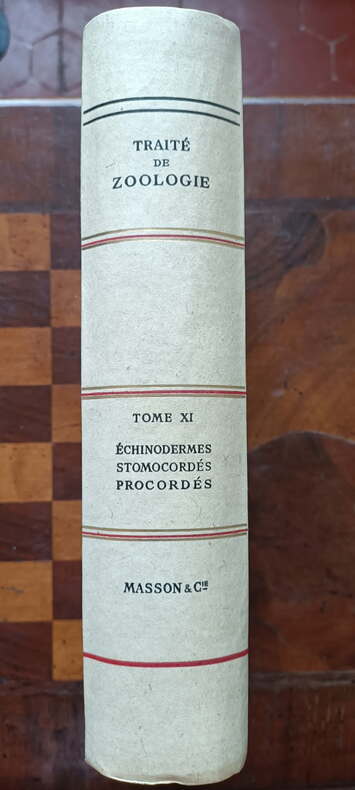 TRAITÉ
DE
ZOOLOGIE
TOME XI
ÉCHINODERMES
STOMOCORDÉS
PROCORDÉS
MASSON & Cie